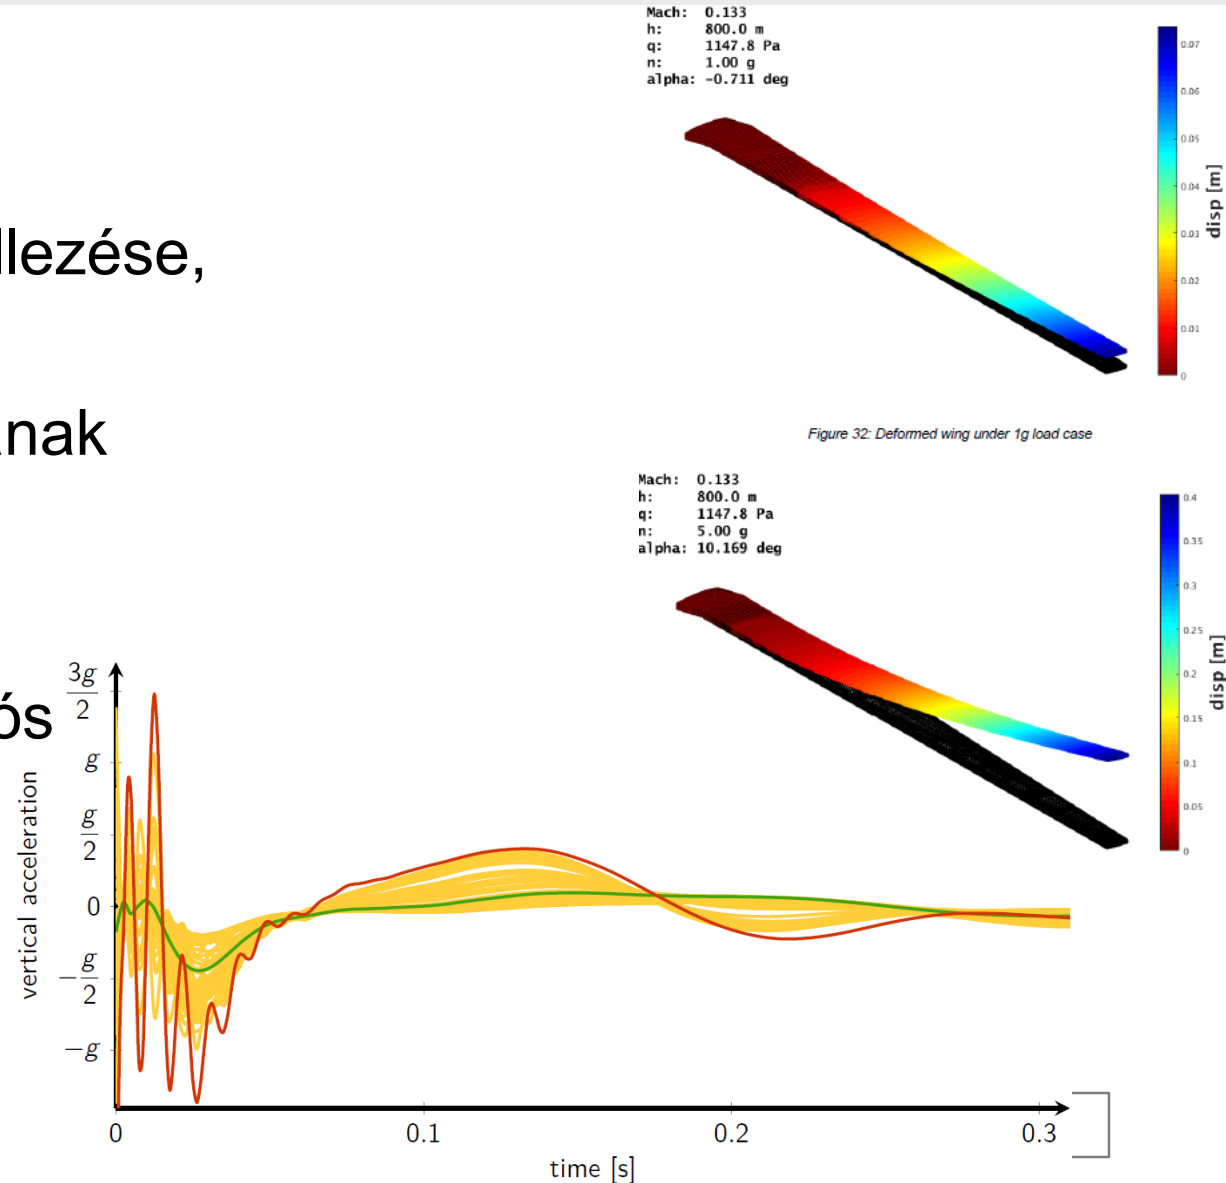 Mach: 0.133
h: 800.0 m
q: 1147.8 Pa
n: 1.00 g
alpha: -0.711 deg
0.07
0.06
0.05
0.04
0.03
0.02
0.01
0
disp [m]
Figure 32: Deformed wing under 1g load case
llezése,
nak
ós
Mach: 0.133
h: 800.0 m
q: 1147.8 Pa
n: 5.00 g
alpha: 10.169 deg
0.4
0.35
0.3
0.25
0.2
0.15
0.1
0.05
0
disp [m]
3g/2
g
g/2
0
−g/2
−g
vertical acceleration
0 0.1 0.2 0.3
time [s]